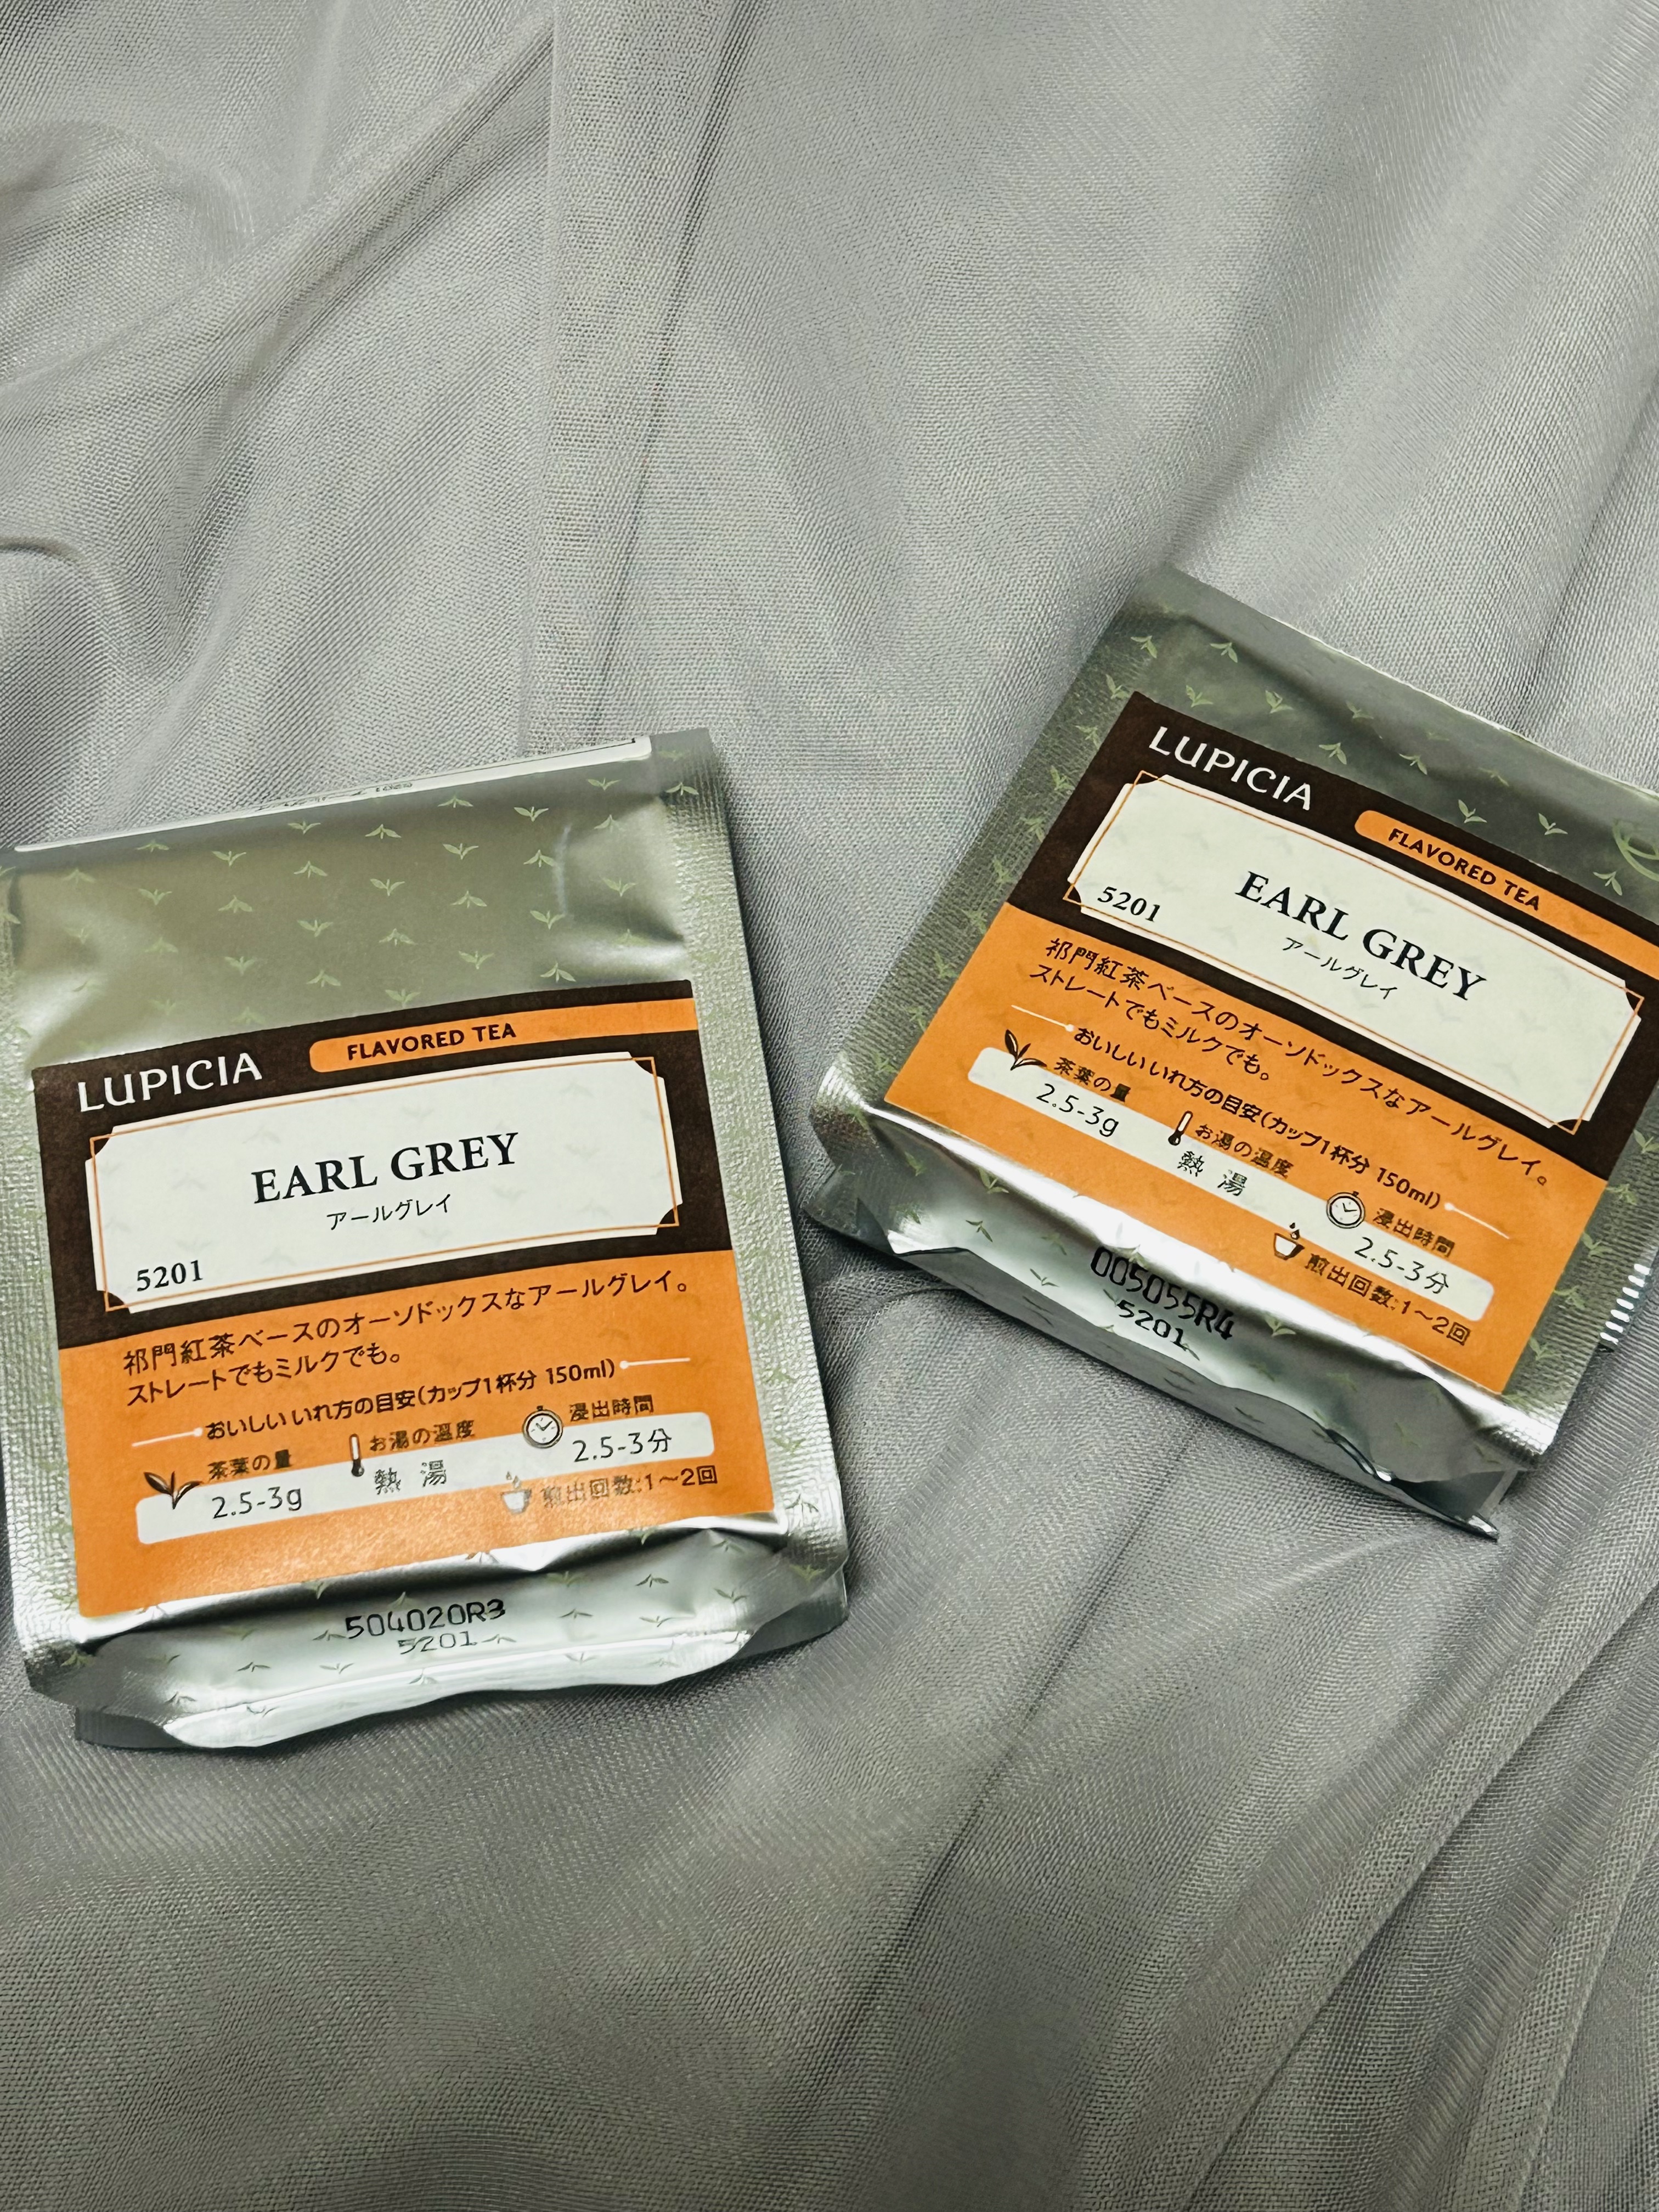 LUPICIA
FLAVORED TEA
EARL GREY
アールグレイ
5201
祁門紅茶ベースのオーソドックスなアールグレイ。
ストレートでもミルクでも。
おいしいいれ方の目安(カップ1杯分 150ml)
茶葉の量
2.5-3g
お湯の温度
熱 湯
浸出時間
2.5-3分
煎出回数:1〜2回
504020R3
5201
LUPICIA
FLAVORED TEA
EARL GREY
アールグレイ
5201
祁門紅茶ベースのオーソドックスなアールグレイ。
ストレートでもミルクでも。
おいしいいれ方の目安(カップ1杯分 150ml)
茶葉の量
2.5-3g
お湯の温度
熱 湯
浸出時間
2.5-3分
煎出回数:1〜2回
005055R4
5201